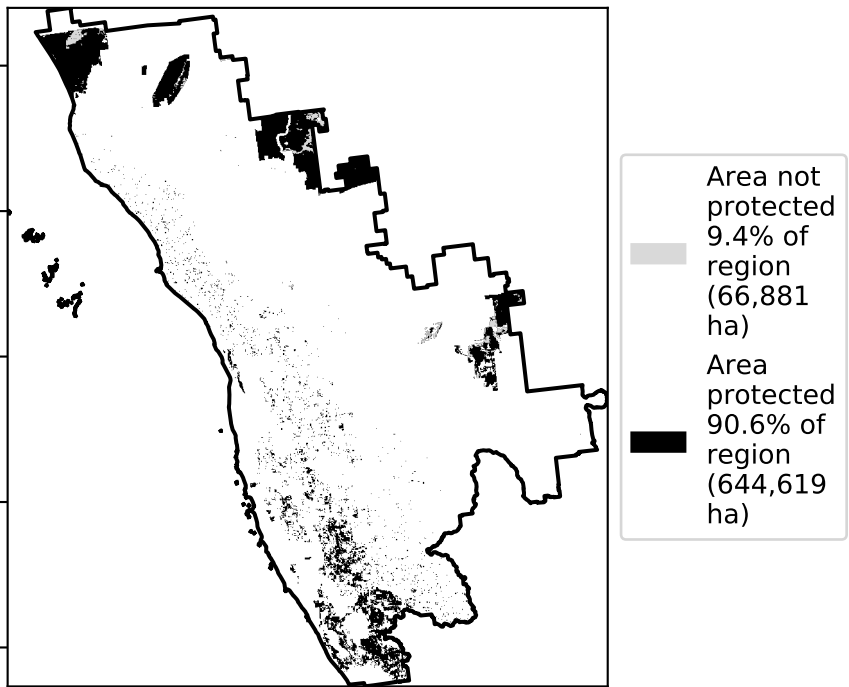 Area not
protected
9.4% of
region
(66,881
ha)
Area
protected
90.6% of
region
(644,619
ha)